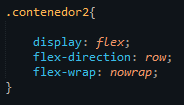 .contenedor2{
display: flex;
flex-direction: row;
flex-wrap: nowrap;
}